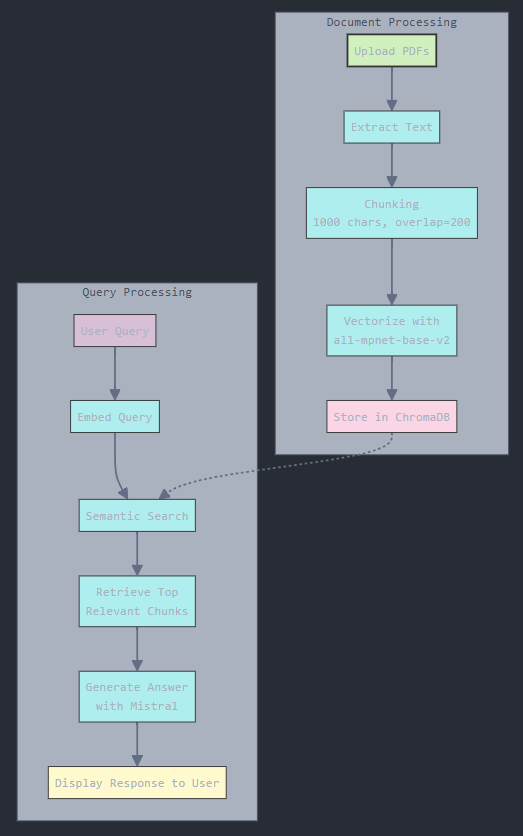 Document Processing
Upload PDFs
Extract Text
Chunking
1000 chars, overlap=200
Vectorize with
all-mpnet-base-v2
Store in ChromaDB
Query Processing
User Query
Embed Query
Semantic Search
Retrieve Top
Relevant Chunks
Generate Answer
with Mistral
Display Response to User